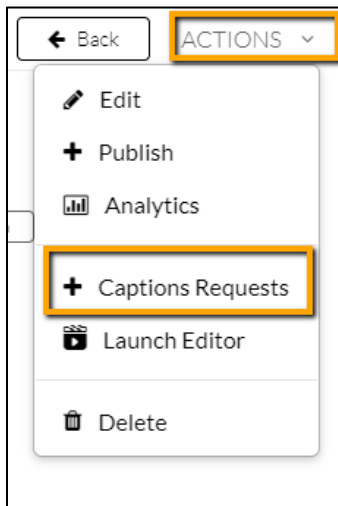 Back
ACTIONS
Edit
Publish
Analytics
Captions Requests
Launch Editor
Delete